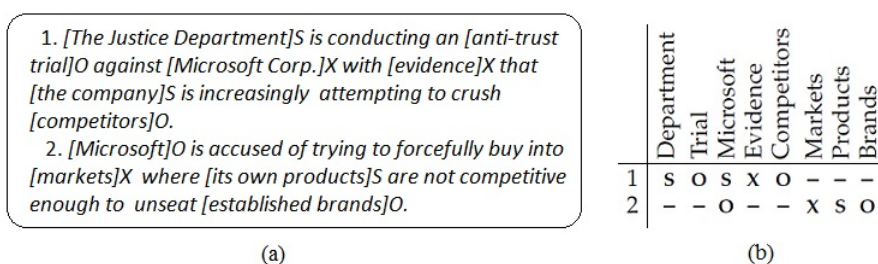 1. [The Justice Department]S is conducting an [anti-trust
trial]O against [Microsoft Corp.]X with [evidence]X that
[the company]S is increasingly attempting to crush
[competitors]O.
2. [Microsoft]O is accused of trying to forcefully buy into
[markets]X where [its own products]S are not competitive
enough to unseat [established brands]O.
(a)
Department
Trial
Microsoft
Evidence
Competitors
Markets
Products
Brands
1 S O S X O – – –
2 – – O – – X S O
(b)